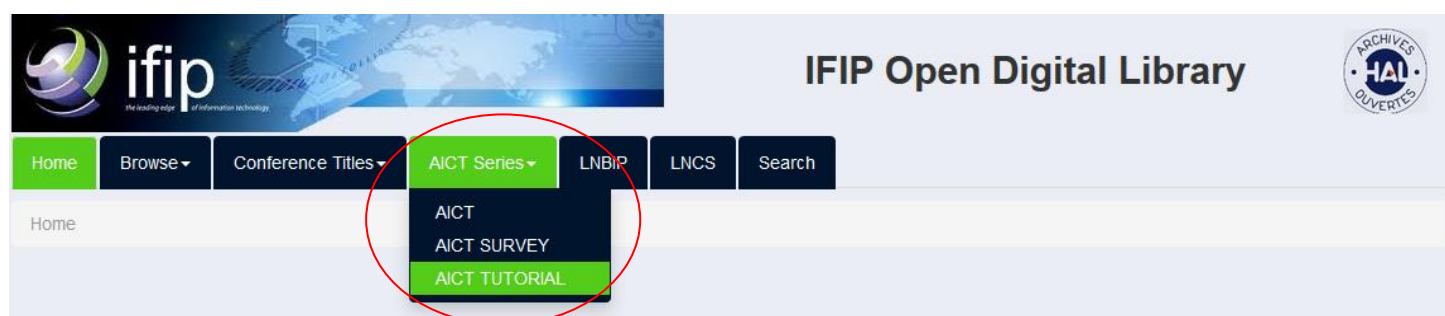 ifip
the leading edge of information technology
IFIP Open Digital Library
ARCHIVES
HAL
OUVERTES
Home Browse Conference Titles AICT Series LNBIP LNCS Search
Home
AICT
AICT SURVEY
AICT TUTORIAL